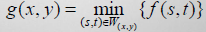 g(x, y) = min_{(s,t)∈W_{(x,y)}} {f(s,t)}